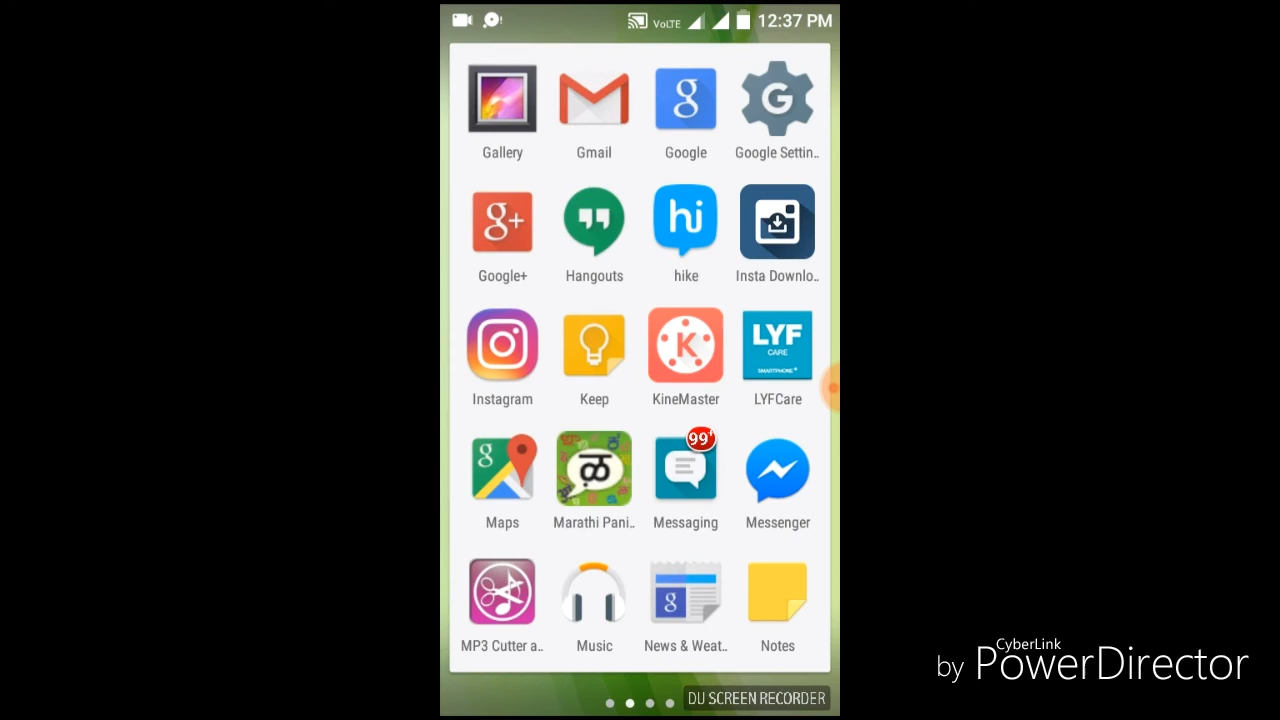 VoLTE 12:37 PM
Gallery Gmail Google Google Settin..
g
G
g+ hi
Google+ Hangouts hike Insta Downlo..
K LYF
CARE
SMARTPHONE+
Instagram Keep KineMaster LYFCare
g ळ 99+
Maps Marathi Pani.. Messaging Messenger
g
MP3 Cutter a.. Music News & Weat.. Notes
DU SCREEN RECORDER
CyberLink
by PowerDirector